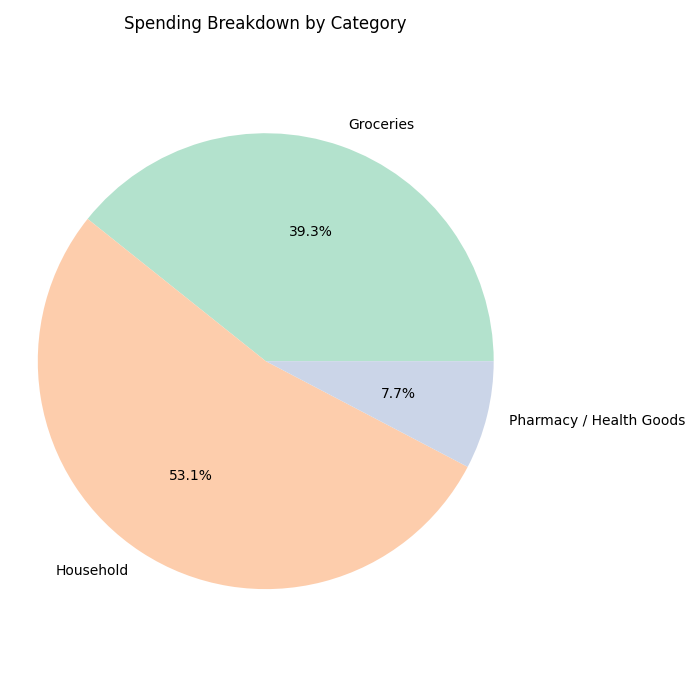 Spending Breakdown by Category
Groceries
39.3%
7.7%
Pharmacy / Health Goods
53.1%
Household